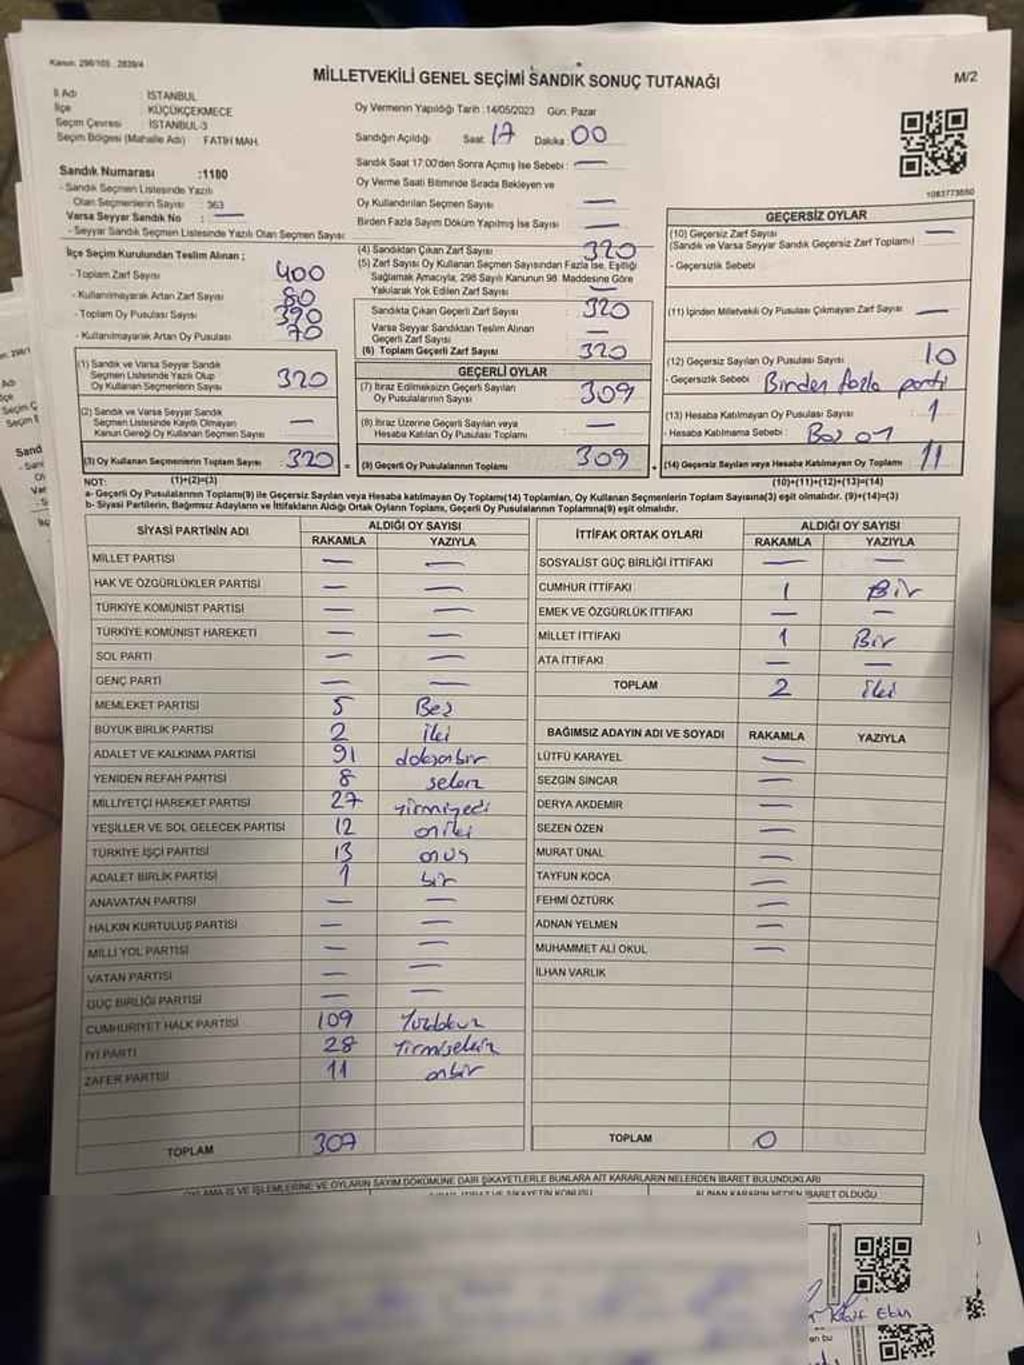 Kanun: 298/105 2839/4
MİLLETVEKİLİ GENEL SEÇİMİ SANDIK SONUÇ TUTANAĞI
M/2
İl Adı : İSTANBUL
İlçe : KÜÇÜKÇEKMECE
Seçim Çevresi : İSTANBUL-3
Seçim Bölgesi (Mahalle Adı) FATİH MAH.
Sandık Numarası :1180
- Sandık Seçmen Listesinde Yazılı
Olan Seçmenlerin Sayısı : 363
Varsa Seyyar Sandık No : —
- Seyyar Sandık Seçmen Listesinde Yazılı Olan Seçmen Sayısı
İlçe Seçim Kurulundan Teslim Alınan ;
- Toplam Zarf Sayısı 400
- Kullanılmayarak Artan Zarf Sayısı 80
- Toplam Oy Pusulası Sayısı 390
- Kullanılmayarak Artan Oy Pusulası 70
(1) Sandık ve Varsa Seyyar Sandık
Seçmen Listesinde Yazılı Olup
Oy Kullanan Seçmenlerin Sayısı 320
(2) Sandık ve Varsa Seyyar Sandık
Seçmen Listesinde Kayıtlı Olmayan
Kanun Gereği Oy Kullanan Seçmen Sayısı —
(3) Oy Kullanan Seçmenlerin Toplam Sayısı 320 =
Oy Vermenin Yapıldığı Tarih :14/05/2023 Gün: Pazar
Sandığın Açıldığı Saat: 17 Dakika: 00
Sandık Saat 17:00'den Sonra Açılmış İse Sebebi : —
Oy Verme Saati Bitiminde Sırada Bekleyen ve
Oy Kullandırılan Seçmen Sayısı —
Birden Fazla Sayım Döküm Yapılmış İse Sayısı —
(4) Sandıktan Çıkan Zarf Sayısı 320
(5) Zarf Sayısı Oy Kullanan Seçmen Sayısından Fazla İse, Eşitliği
Sağlamak Amacıyla, 298 Sayılı Kanunun 98. Maddesine Göre
Yakılarak Yok Edilen Zarf Sayısı —
Sandıkta Çıkan Geçerli Zarf Sayısı 320
Varsa Seyyar Sandıktan Teslim Alınan
Geçerli Zarf Sayısı —
(6) Toplam Geçerli Zarf Sayısı 320
GEÇERLİ OYLAR
(7) İtiraz Edilmeksizin Geçerli Sayılan
Oy Pusulalarının Sayısı 309
(8) İtiraz Üzerine Geçerli Sayılan veya
Hesaba Katılan Oy Pusulası Toplamı —
(9) Geçerli Oy Pusulalarının Toplamı 309 +
1083773650
GEÇERSİZ OYLAR
(10) Geçersiz Zarf Sayısı —
(Sandık ve Varsa Seyyar Sandık Geçersiz Zarf Toplamı)
- Geçersizlik Sebebi
(11) İçinden Milletvekili Oy Pusulası Çıkmayan Zarf Sayısı —
(12) Geçersiz Sayılan Oy Pusulası Sayısı 10
- Geçersizlik Sebebi Birden fazla parti
(13) Hesaba Katılmayan Oy Pusulası Sayısı 1
- Hesaba Katılmama Sebebi : Boş oy
(14) Geçersiz Sayılan veya Hesaba Katılmayan Oy Toplamı 11
NOT: (1)+(2)=(3) (10)+(11)+(12)+(13)=(14)
a- Geçerli Oy Pusulalarının Toplamı(9) ile Geçersiz Sayılan veya Hesaba katılmayan Oy Toplamı(14) Toplamları, Oy Kullanan Seçmenlerin Toplam Sayısına(3) eşit olmalıdır. (9)+(14)=(3)
b- Siyasi Partilerin, Bağımsız Adayların ve İttifakların Aldığı Ortak Oyların Toplamı, Geçerli Oy Pusulalarının Toplamına(9) eşit olmalıdır.
SİYASİ PARTİNİN ADI ALDIĞI OY SAYISI
RAKAMLA YAZIYLA
MİLLET PARTİSİ — —
HAK VE ÖZGÜRLÜKLER PARTİSİ — —
TÜRKİYE KOMÜNİST PARTİSİ — —
TÜRKİYE KOMÜNİST HAREKETİ — —
SOL PARTİ — —
GENÇ PARTİ — —
MEMLEKET PARTİSİ 5 Beş
BÜYÜK BİRLİK PARTİSİ 2 iki
ADALET VE KALKINMA PARTİSİ 91 doksanbir
YENİDEN REFAH PARTİSİ 8 sekiz
MİLLİYETÇİ HAREKET PARTİSİ 27 yirmiyedi
YEŞİLLER VE SOL GELECEK PARTİSİ 12 oniki
TÜRKİYE İŞÇİ PARTİSİ 13 onüç
ADALET BİRLİK PARTİSİ 1 bir
ANAVATAN PARTİSİ — —
HALKIN KURTULUŞ PARTİSİ — —
MİLLİ YOL PARTİSİ — —
VATAN PARTİSİ — —
GÜÇ BİRLİĞİ PARTİSİ — —
CUMHURİYET HALK PARTİSİ 109 Yüzdokuz
İYİ PARTİ 28 Yirmisekiz
ZAFER PARTİSİ 11 onbir
TOPLAM 307
İTTİFAK ORTAK OYLARI ALDIĞI OY SAYISI
RAKAMLA YAZIYLA
SOSYALİST GÜÇ BİRLİĞİ İTTİFAKI — —
CUMHUR İTTİFAKI 1 Bir
EMEK VE ÖZGÜRLÜK İTTİFAKI — —
MİLLET İTTİFAKI 1 Bir
ATA İTTİFAKI — —
TOPLAM 2 iki
BAĞIMSIZ ADAYIN ADI VE SOYADI RAKAMLA YAZIYLA
LÜTFÜ KARAYEL —
SEZGİN SİNCAR —
DERYA AKDEMİR —
SEZEN ÖZEN —
MURAT ÜNAL —
TAYFUN KOCA —
FEHMİ ÖZTÜRK —
ADNAN YELMEN —
MUHAMMET ALİ OKUL —
İLHAN VARLIK
TOPLAM 0
OYLAMA İŞ VE İŞLEMLERİNE VE OYLARIN SAYIM DÖKÜMÜNE DAİR ŞİKAYETLERLE BUNLARA AİT KARARLARIN NELERDEN İBARET BULUNDUKLARI
ALINAN KARARIN NEDEN İBARET OLDUĞU